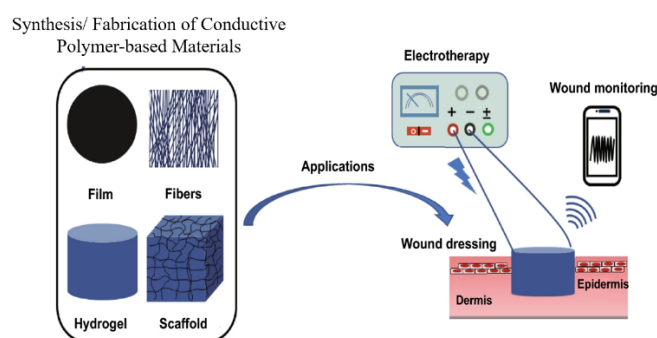 Synthesis/ Fabrication of Conductive
Polymer-based Materials
Electrotherapy
Wound monitoring
+ − ±
Film
Fibers
Applications
Wound dressing
Epidermis
Dermis
Hydrogel
Scaffold